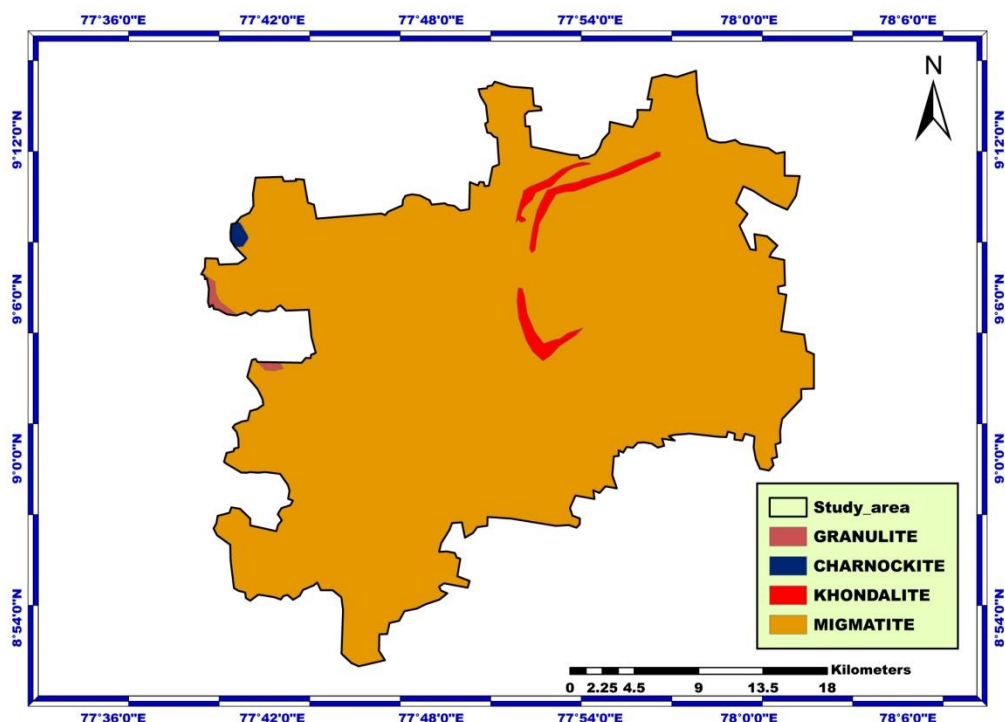 77°36'0"E 77°42'0"E 77°48'0"E 77°54'0"E 78°0'0"E 78°6'0"E
N
9°12'0"N 9°12'0"N
9°6'0"N 9°6'0"N
9°0'0"N 9°0'0"N
Study_area
GRANULITE
CHARNOCKITE
KHONDALITE
MIGMATITE
8°54'0"N 8°54'0"N
Kilometers
0 2.25 4.5 9 13.5 18
77°36'0"E 77°42'0"E 77°48'0"E 77°54'0"E 78°0'0"E 78°6'0"E